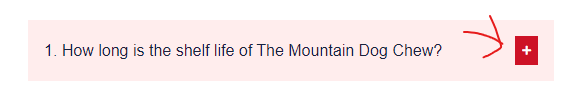 1. How long is the shelf life of The Mountain Dog Chew? +